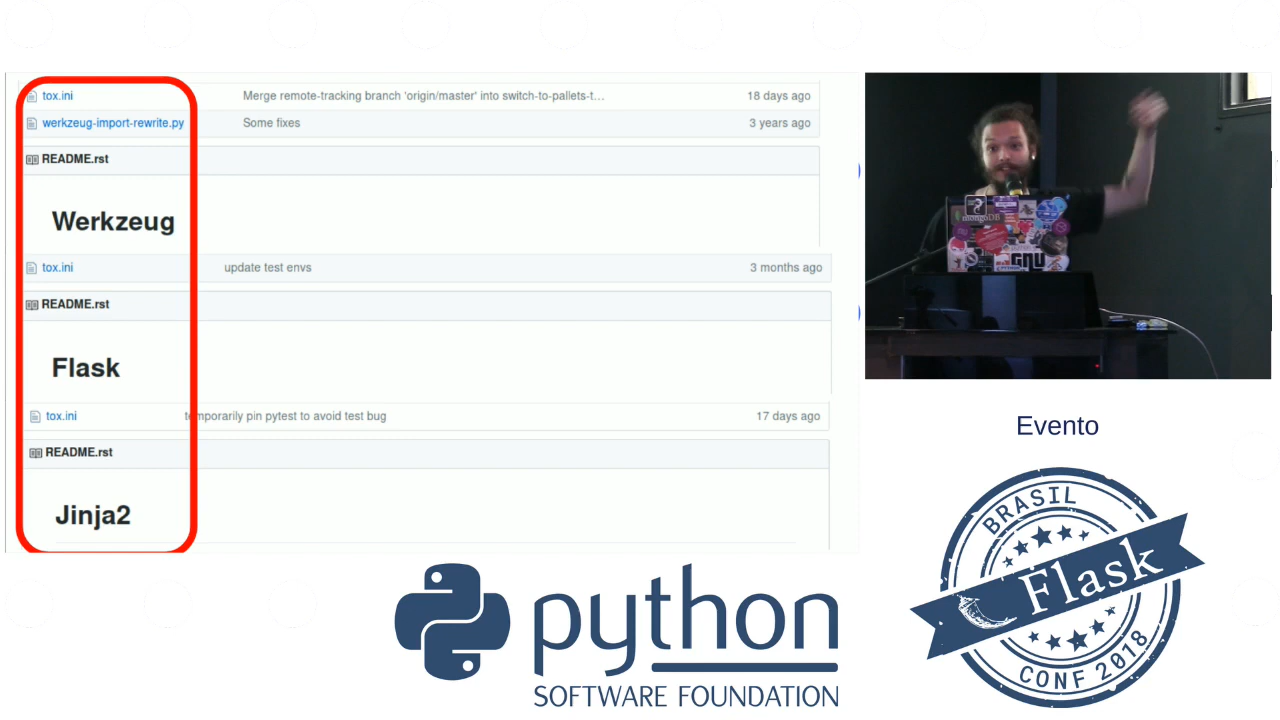 tox.ini Merge remote-tracking branch 'origin/master' into switch-to-pallets-t… 18 days ago
werkzeug-import-rewrite.py Some fixes 3 years ago
README.rst
Werkzeug
tox.ini update test envs 3 months ago
README.rst
Flask
tox.ini temporarily pin pytest to avoid test bug 17 days ago
README.rst
Jinja2
mongoDB
GNU
Evento
BRASIL
Flask
CONF 2018
python
SOFTWARE FOUNDATION